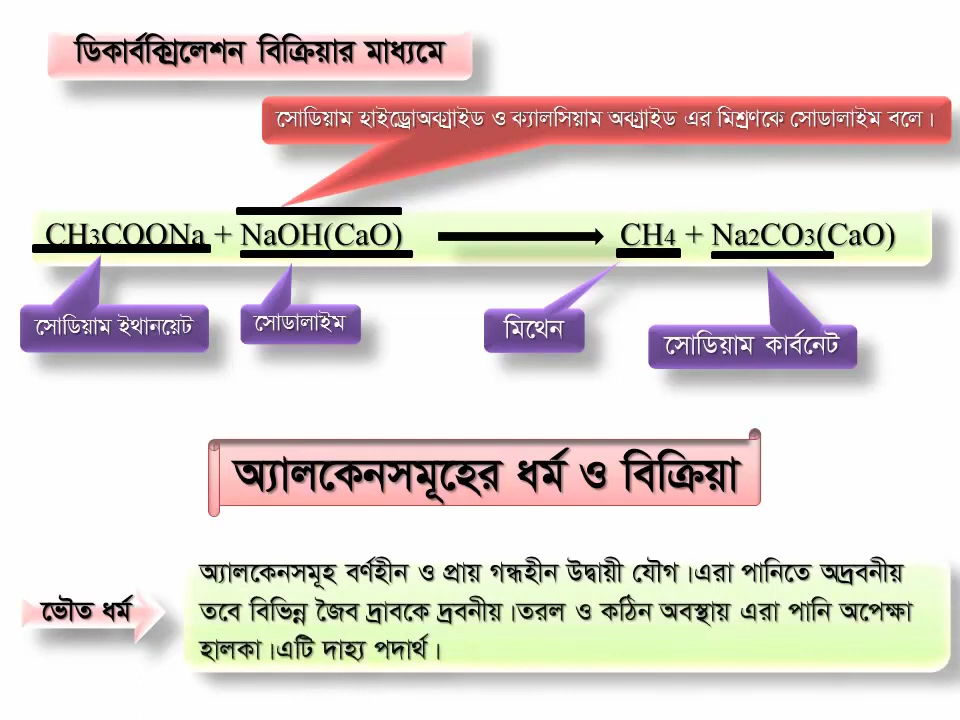 ডিকার্বক্সিলেশন বিক্রিয়ার মাধ্যমে
সোডিয়াম হাইড্রোঅক্সাইড ও ক্যালসিয়াম অক্সাইড এর মিশ্রণকে সোডালাইম বলে।
CH3COONa + NaOH(CaO) → CH4 + Na2CO3(CaO)
সোডিয়াম ইথানয়েট
সোডালাইম
মিথেন
সোডিয়াম কার্বনেট
অ্যালকেনসমূহের ধর্ম ও বিক্রিয়া
ভৌত ধর্ম
অ্যালকেনসমূহ বর্ণহীন ও প্রায় গন্ধহীন উদ্বায়ী যৌগ।এরা পানিতে অদ্রবনীয়
তবে বিভিন্ন জৈব দ্রাবকে দ্রবনীয়।তরল ও কঠিন অবস্থায় এরা পানি অপেক্ষা
হালকা।এটি দাহ্য পদার্থ।